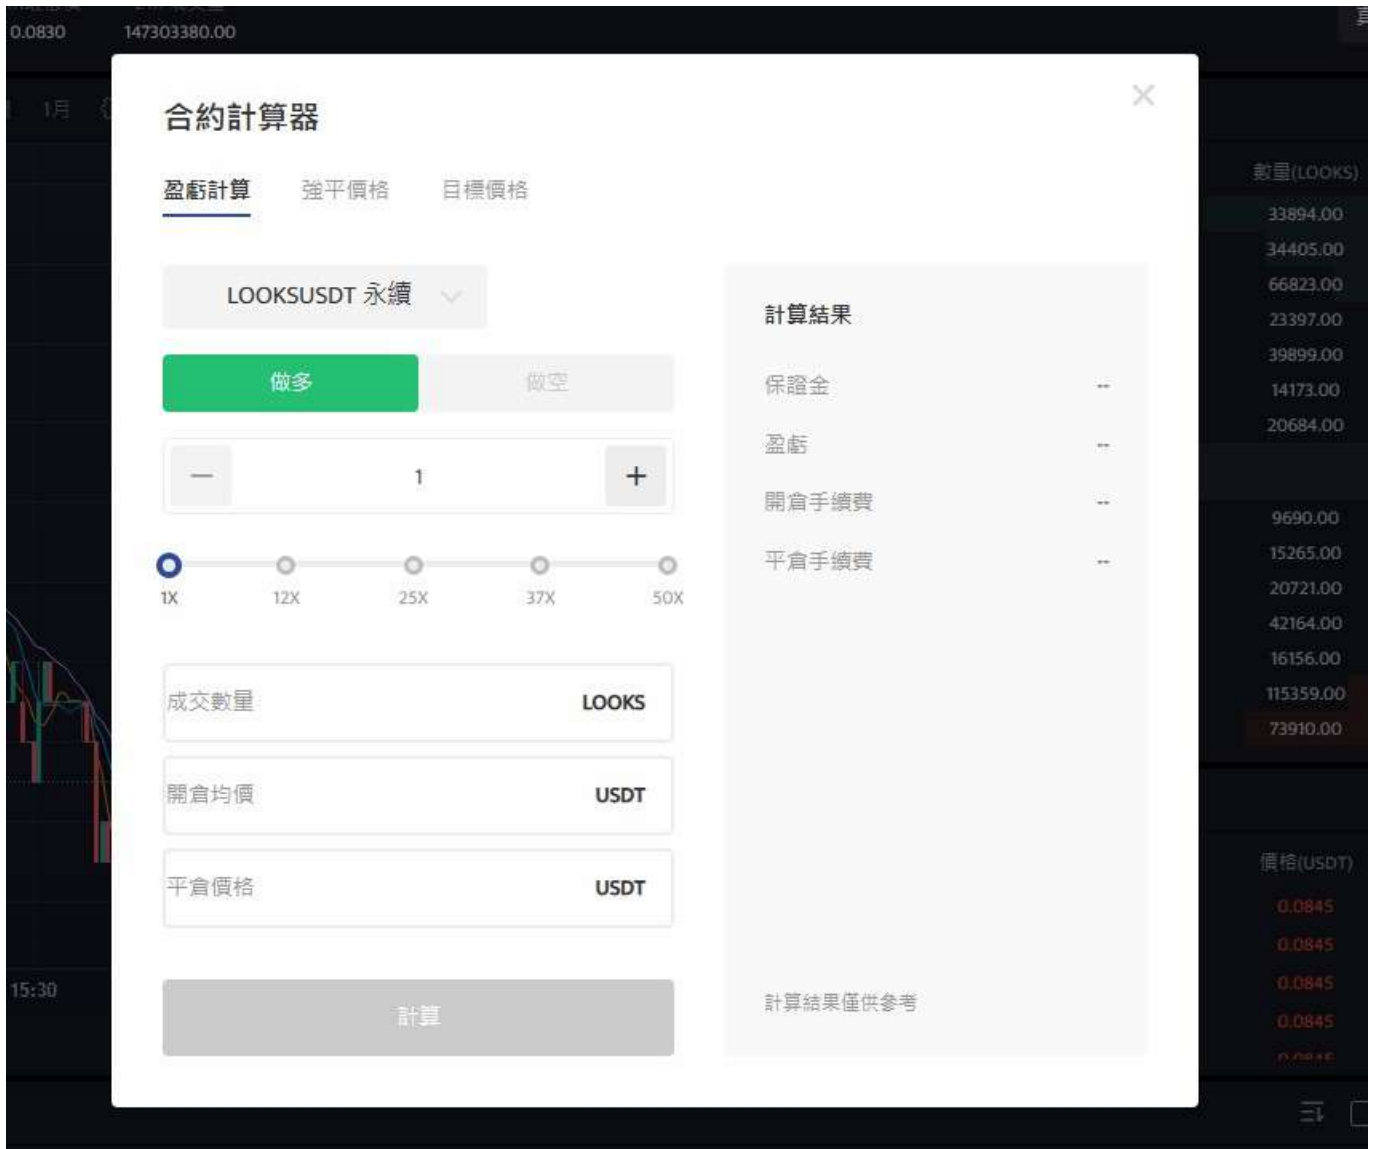 0.0830 147303380.00
1月
合約計算器
盈虧計算 強平價格 目標價格
數量(LOOKS)
33894.00
34405.00
66823.00
23397.00
39899.00
14173.00
20684.00
LOOKSUSDT 永續
做多 做空
1
1X 12X 25X 37X 50X
成交數量 LOOKS
開倉均價 USDT
平倉價格 USDT
計算
計算結果
保證金 --
盈虧 --
開倉手續費 --
平倉手續費 --
計算結果僅供參考
9690.00
15265.00
20721.00
42164.00
16156.00
115359.00
73910.00
價格(USDT)
0.0845
0.0845
0.0845
0.0845
15:30